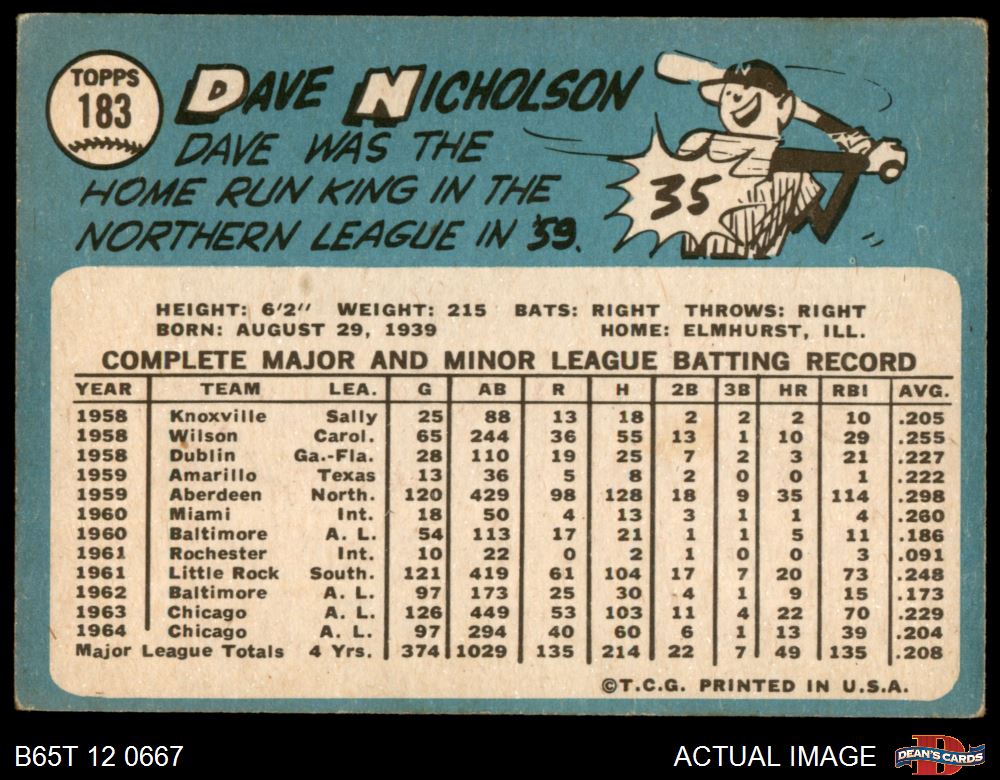 TOPPS
183
DAVE NICHOLSON
DAVE WAS THE
HOME RUN KING IN THE
NORTHERN LEAGUE IN '59.
35
HEIGHT: 6'2" WEIGHT: 215 BATS: RIGHT THROWS: RIGHT
BORN: AUGUST 29, 1939 HOME: ELMHURST, ILL.
COMPLETE MAJOR AND MINOR LEAGUE BATTING RECORD
YEAR TEAM LEA. G AB R H 2B 3B HR RBI AVG.
1958 Knoxville Sally 25 88 13 18 2 2 2 10 .205
1958 Wilson Carol. 65 244 36 55 13 1 10 29 .255
1958 Dublin Ga.-Fla. 28 110 19 25 7 2 3 21 .227
1959 Amarillo Texas 13 36 5 8 2 0 0 1 .222
1959 Aberdeen North. 120 429 98 128 18 9 35 114 .298
1960 Miami Int. 18 50 4 13 3 1 1 4 .260
1960 Baltimore A. L. 54 113 17 21 1 1 5 11 .186
1961 Rochester Int. 10 22 0 2 1 0 0 3 .091
1961 Little Rock South. 121 419 61 104 17 7 20 73 .248
1962 Baltimore A. L. 97 173 25 30 4 1 9 15 .173
1963 Chicago A. L. 126 449 53 103 11 4 22 70 .229
1964 Chicago A. L. 97 294 40 60 6 1 13 39 .204
Major League Totals 4 Yrs. 374 1029 135 214 22 7 49 135 .208
©T.C.G. PRINTED IN U.S.A.
B65T 12 0667 ACTUAL IMAGE DEAN'S CARDS